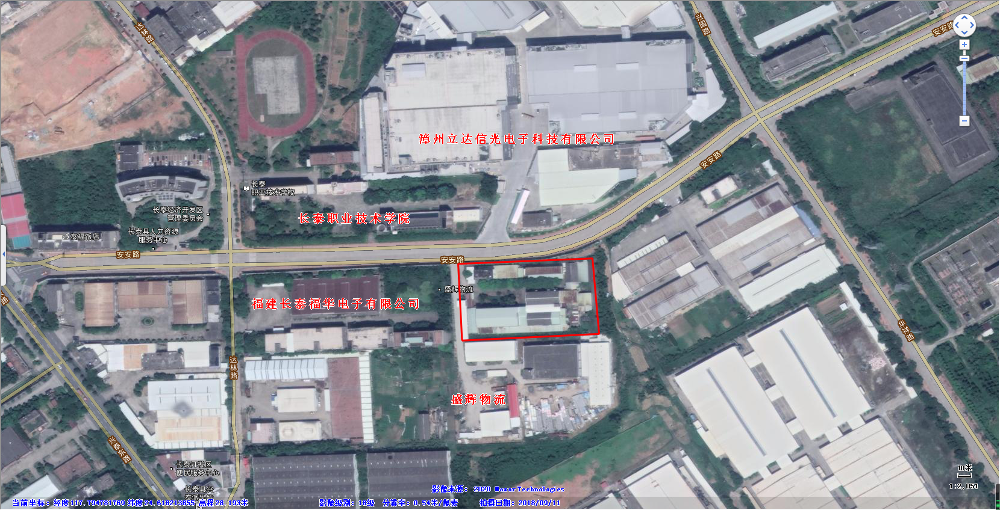 达林路
兴国路
安安路
漳州立达信光电子科技有限公司
安安路
长泰
职业技术学校
长泰经济开发区
管理委员会
长泰职业技术学院
长泰县人力资源
服务中心
友福饭店
安安路
安安路
盛辉物流
福建长泰福华电子有限公司
路
华祥路
达林路
盛辉物流
兴泰东路
长泰开发区
便民服务中心
长泰县兴
10米
1:2,051
影像来源: 2020 MaxarTechnologies
当前坐标: 经度117.794781769 纬度24.618213855 高程28.193米
影像级别: 18级 分辨率: 0.54米/像素 拍摄日期: 2018/09/11